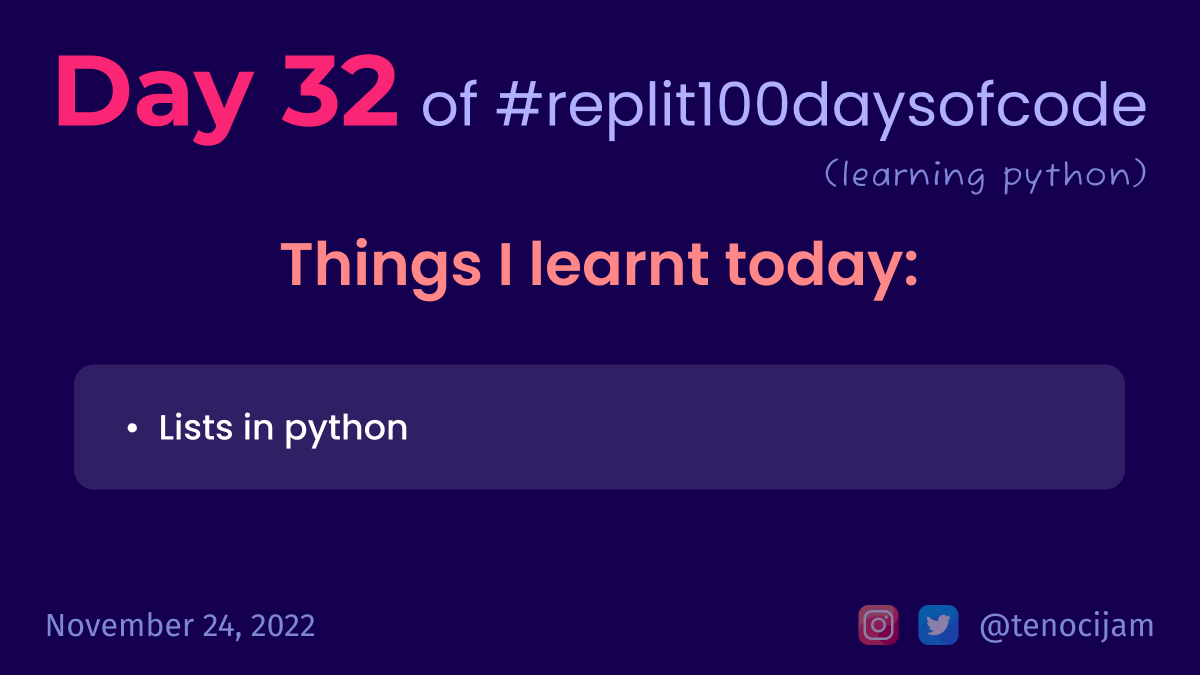 Day 32 of #replit100daysofcode
(learning python)
Things I learnt today:
• Lists in python
November 24, 2022 @tenocijam